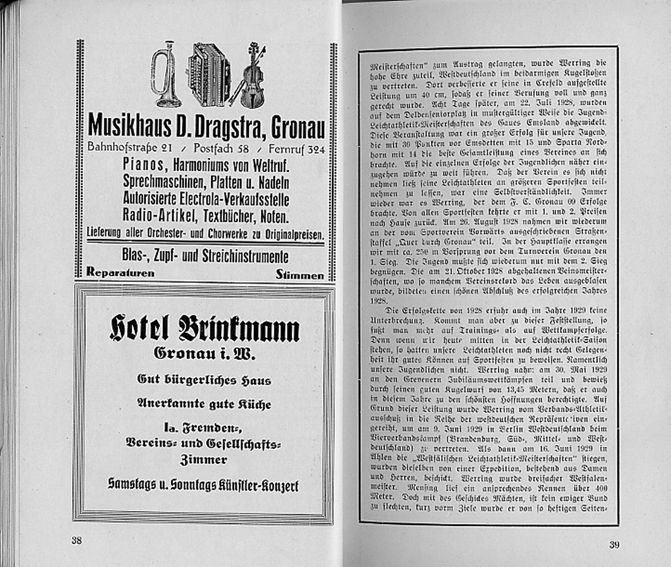 Musikhaus D. Dragstra, Gronau
Bahnhofstraße 21 / Postfach 58 / Fernruf 324
Pianos, Harmoniums von Weltruf.
Sprechmaschinen, Platten u. Nadeln
Autorisierte Electrola-Verkaufsstelle
Radio-Artikel, Textbücher, Noten.
Lieferung aller Orchester- und Chorwerke zu Originalpreisen.
Blas-, Zupf- und Streichinstrumente
Reparaturen Stimmen
Hotel Brinkmann
Gronau i. W.
Gut bürgerliches Haus
Anerkannte gute Küche
Ia. Fremden-,
Vereins- und Gesellschafts-
Zimmer
Samstags u. Sonntags Künstler-Konzert
38
Meisterschaften" zum Austrag gelangten, wurde Werring die
hohe Ehre zuteil, Westdeutschland im beidarmigen Kugelstoßen
zu vertreten. Dort verbesserte er seine in Crefeld aufgestellte
Leistung um 40 cm, sodaß er seiner Berufung voll und ganz
gerecht wurde. Acht Tage später, am 22. Juli 1928, wurden
auf dem Deldenerplatz in mustergültiger Weise die Jugend-
Leichtathletik-Meisterschaften des Gaues Emsland abgewickelt.
Diese Veranstaltung war ein großer Erfolg für unsere Jugend,
die mit 30 Punkten vor Emsdetten mit 15 und Sparta Nord-
horn mit 14 die beste Gesamtleistung eines Vereines an sich
brachte. Auf die einzelnen Erfolge der Jugendlichen näher ein-
zugehen würde zu weit führen. Daß der Verein es sich nicht
nehmen ließ seine Leichtathleten an größeren Sportfesten teil-
nehmen zu lassen, war eine Selbstverständlichkeit. Immer
wieder war es Werring, der dem F. C. Gronau 09 Erfolge
brachte. Von allen Sportfesten kehrte er mit 1. und 2. Preisen
nach Hause zurück. Am 26. August 1928 nahmen wir wiederum
an der vom Sportverein Vorwärts ausgeschriebenen Straßen-
staffel „Quer durch Gronau" teil. In der Hauptklasse errangen
wir mit ca. 250 m Vorsprung vor dem Turnverein Gronau den
1. Sieg. Die Jugend mußte sich wiederum nur mit dem 2. Sieg
begnügen. Die am 21. Oktober 1928 abgehaltenen Vereinsmeister-
schaften, wo so manchem Vereinsrekord das Leben ausgeblasen
wurde, bildeten einen schönen Abschluß des erfolgreichen Jahres
1928.
Die Erfolgskette von 1928 erfuhr auch im Jahre 1929 keine
Unterbrechung. Kommt man aber zu dieser Feststellung, so
fußt man mehr auf Trainings- als auf Wettkampferfolge.
Denn wenn wir heute mitten in der Leichtathletik-Saison
stehen, so hatten unsere Leichtathleten noch nicht recht Gelegen-
heit ihr gutes Können auf Sportfesten zu beweisen. Namentlich
unsere Jugendlichen nicht. Werring nahm am 30. Mai 1929
an den Grevener Jubiläumswettkämpfen teil und bewieß
durch seinen guten Kugelwurf von 13,45 Metern, daß er auch
in diesem Jahre zu den schönsten Hoffnungen berechtigte. Auf
Grund dieser Leistung wurde Werring vom Verbands-Athletik-
ausschuß in die Reihe der westdeutschen Repräsentativen ein-
gereiht, um am 9. Juni 1929 in Berlin Westdeutschland beim
Vierverbandskampf (Brandenburg, Süd-, Mittel- und West-
deutschland) zu vertreten. Als dann am 16. Juni 1929 in
Ahlen die „Westfälischen Leichtathletik-Meisterschaften" stiegen,
wurden dieselben von einer Expedition, bestehend aus Damen
und Herren, beschickt. Werring wurde dreifacher Westfalen-
meister. Mensing lief ein ansprechendes Rennen über 400
Meter. Doch mit des Geschickes Mächten, ist kein ewiger Bund
zu flechten, kurz vorm Ziele wurde er von so heftigen Seiten-
39